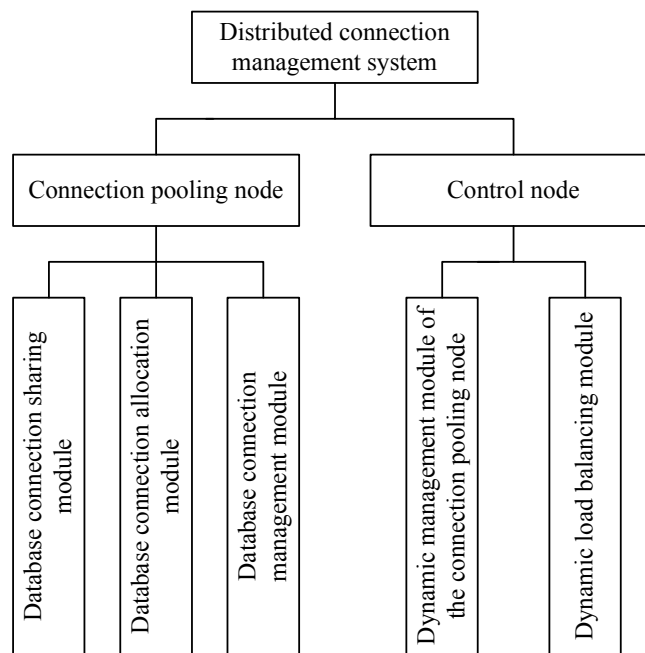 Distributed connection
management system
Connection pooling node
Control node
Database connection sharing
module
Database connection allocation
module
Database connection
management module
Dynamic management module of
the connection pooling node
Dynamic load balancing module